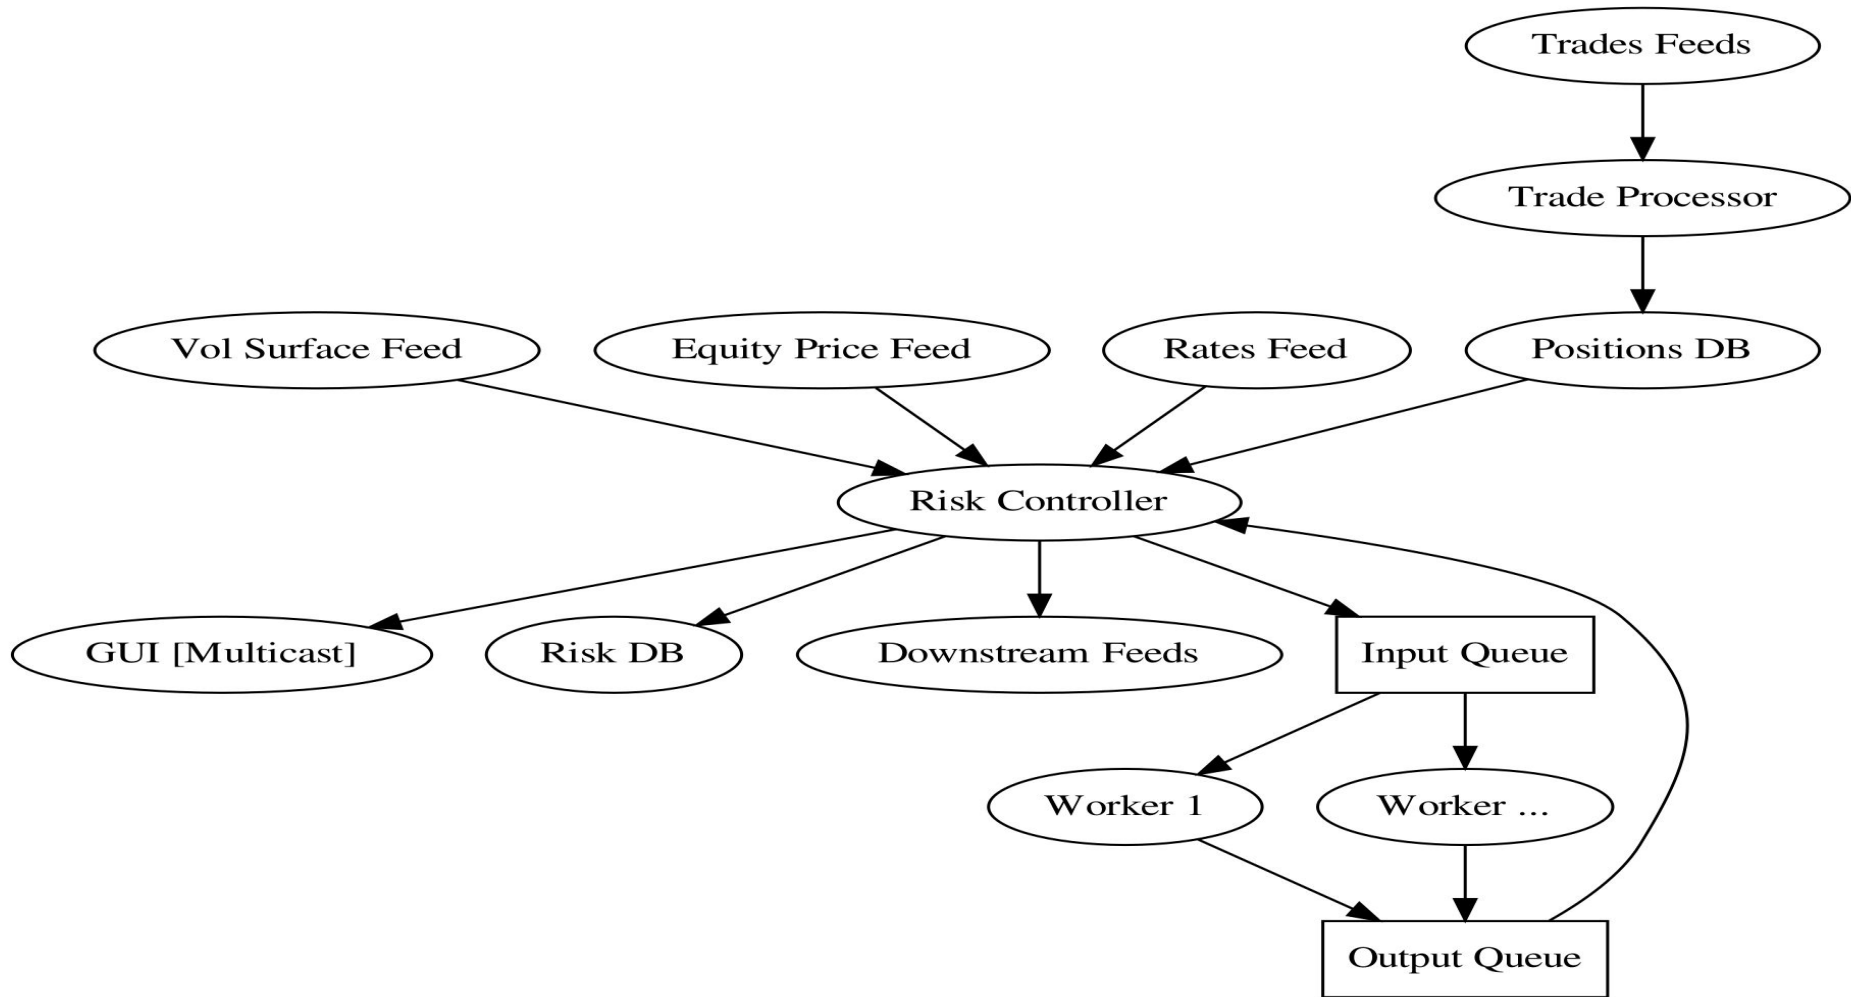 Trades Feeds
Trade Processor
Vol Surface Feed
Equity Price Feed
Rates Feed
Positions DB
Risk Controller
GUI [Multicast]
Risk DB
Downstream Feeds
Input Queue
Worker 1
Worker ...
Output Queue